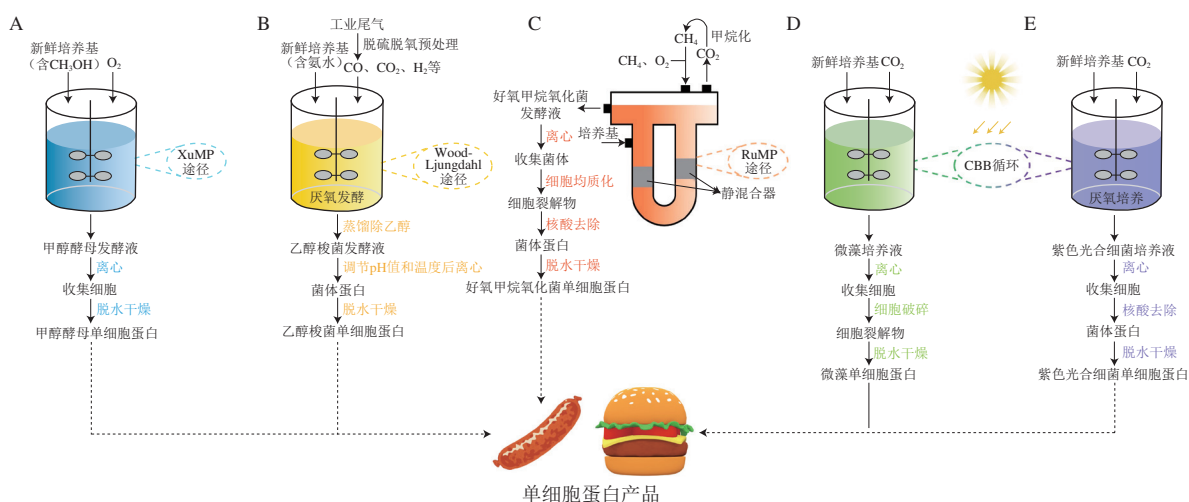 A
新鲜培养基
（含CH₃OH）
O₂
XuMP
途径
甲醇酵母发酵液
离心
收集细胞
脱水干燥
甲醇酵母单细胞蛋白
B
工业尾气
脱硫脱氧预处理
新鲜培养基
（含氨水）
CO、CO₂、H₂等
Wood-
Ljungdahl
途径
厌氧发酵
蒸馏除乙醇
乙醇梭菌发酵液
调节pH值和温度后离心
菌体蛋白
脱水干燥
乙醇梭菌单细胞蛋白
C
CH₄
甲烷化
CO₂
CH₄、O₂
好氧甲烷氧化菌
发酵液
培养基
离心
收集菌体
细胞均质化
细胞裂解物
核酸去除
菌体蛋白
脱水干燥
好氧甲烷氧化菌单细胞蛋白
RuMP
途径
静混合器
D
新鲜培养基
CO₂
CBB循环
微藻培养液
离心
收集细胞
细胞破碎
细胞裂解物
脱水干燥
微藻单细胞蛋白
E
新鲜培养基
CO₂
厌氧培养
紫色光合细菌培养液
离心
收集细胞
核酸去除
菌体蛋白
脱水干燥
紫色光合细菌单细胞蛋白
单细胞蛋白产品